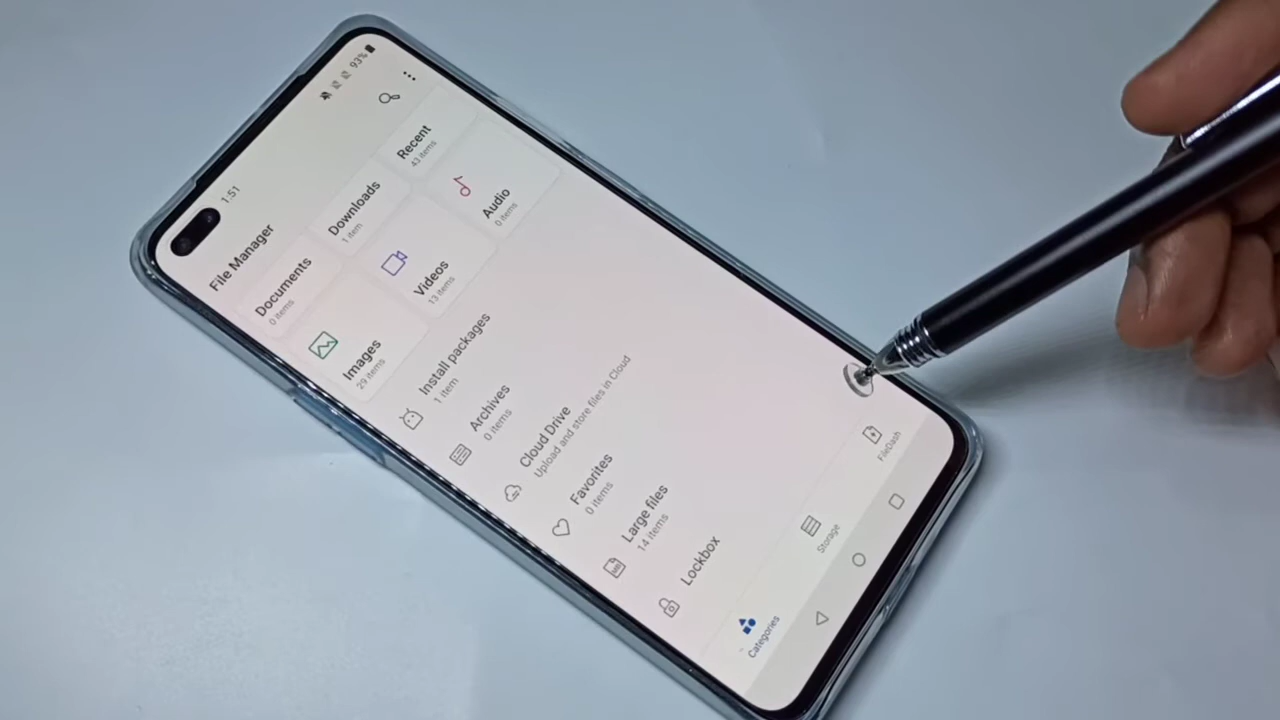 1:51
93%
File Manager
Documents
0 items
Downloads
1 item
Recent
43 items
Images
29 items
Videos
13 items
Audio
0 items
Install packages
1 item
Archives
0 items
Cloud Drive
Upload and store files in Cloud
Favorites
0 items
Large files
14 items
Lockbox
Categories
Storage
FileDash